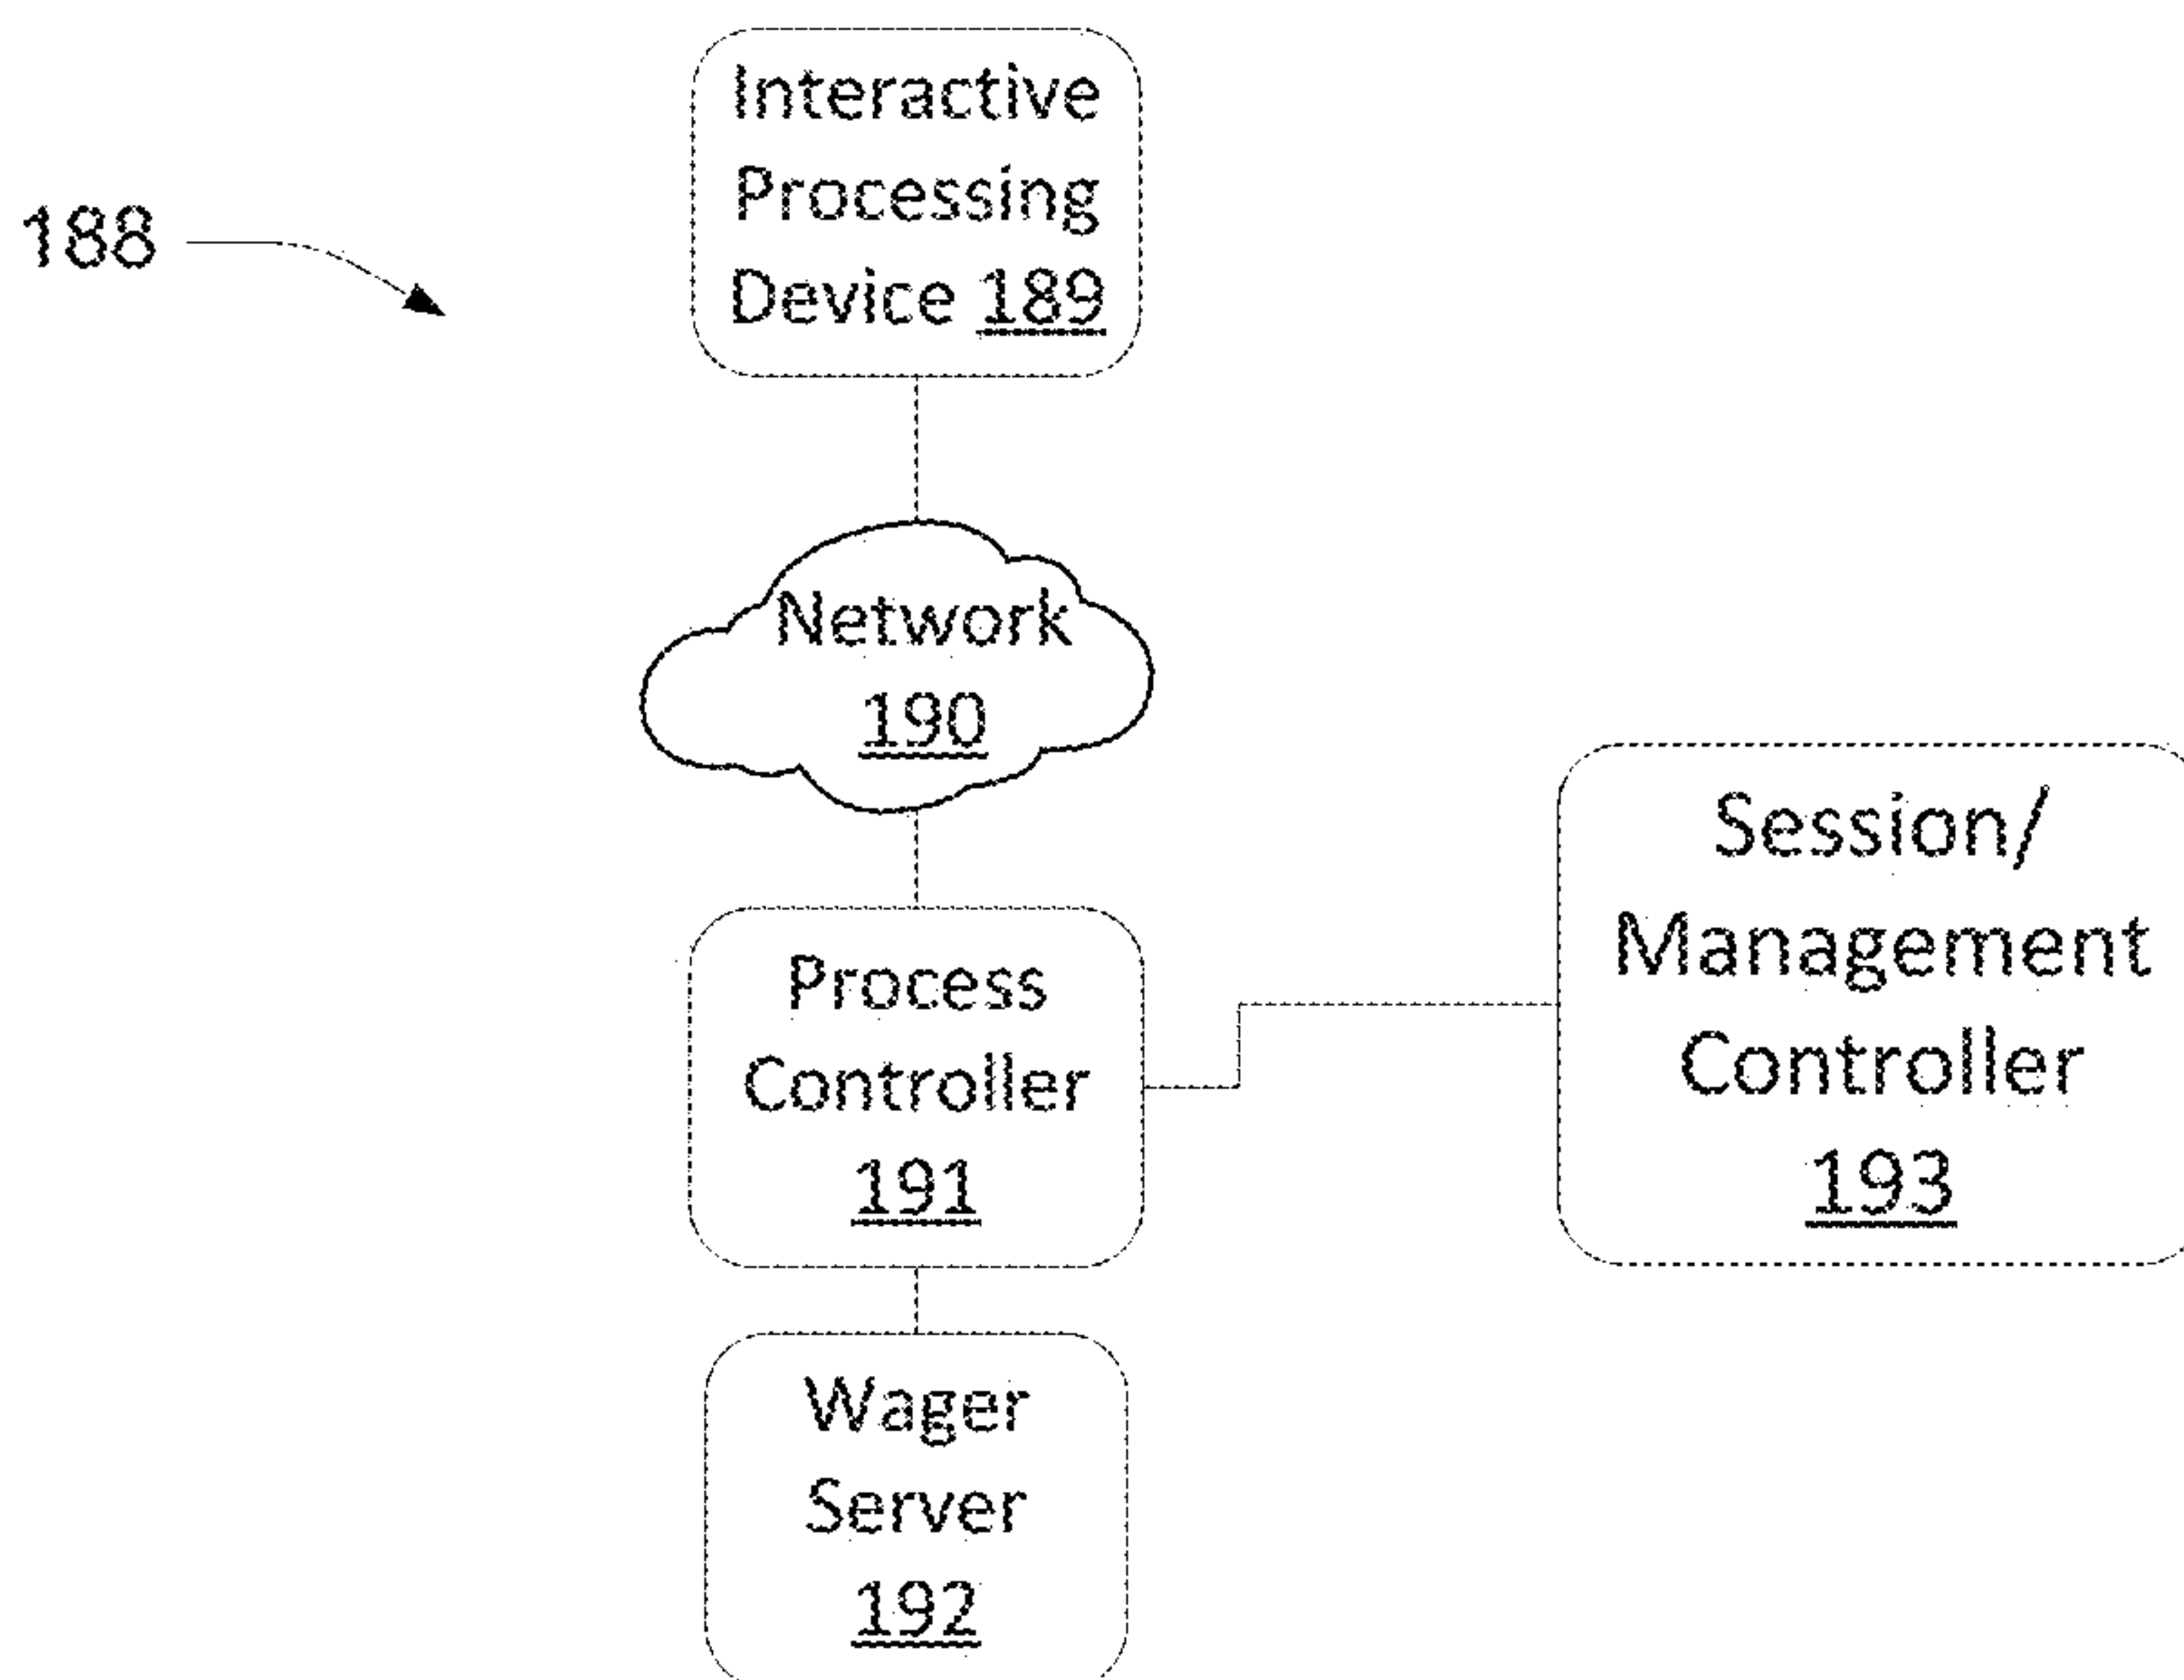 188
Interactive
Processing
Device 189
Network
190
Process
Controller
191
Session/
Management
Controller
193
Wager
Server
192